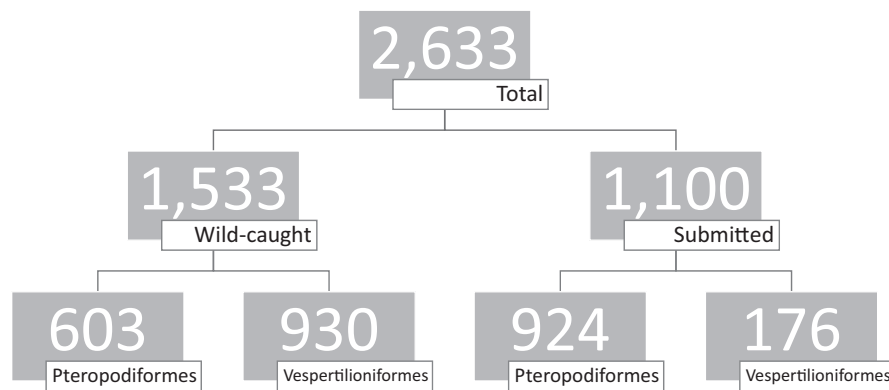 2,633
Total
1,533
Wild-caught
1,100
Submitted
603
Pteropodiformes
930
Vespertilioniformes
924
Pteropodiformes
176
Vespertilioniformes